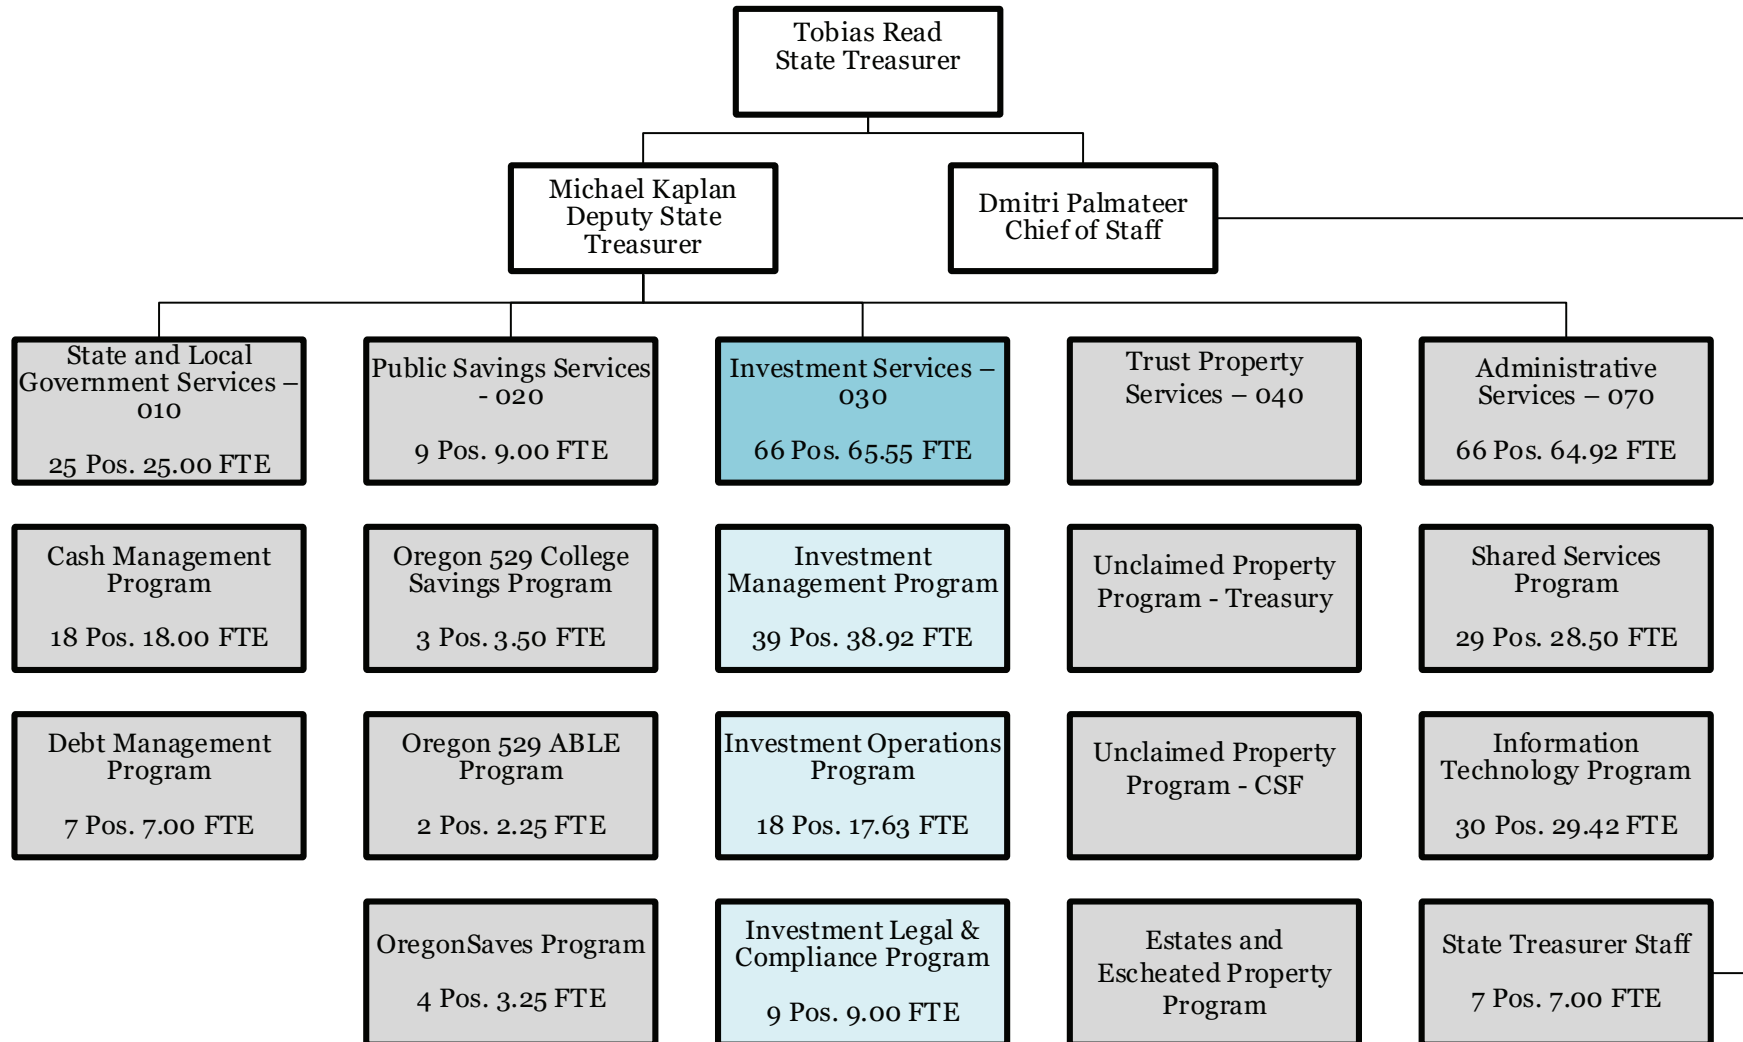 Tobias Read
State Treasurer
Michael Kaplan
Deputy State
Treasurer
Dmitri Palmateer
Chief of Staff
State and Local
Government Services –
010
25 Pos. 25.00 FTE
Public Savings Services
- 020
9 Pos. 9.00 FTE
Investment Services –
030
66 Pos. 65.55 FTE
Trust Property
Services – 040
Administrative
Services – 070
66 Pos. 64.92 FTE
Cash Management
Program
18 Pos. 18.00 FTE
Oregon 529 College
Savings Program
3 Pos. 3.50 FTE
Investment
Management Program
39 Pos. 38.92 FTE
Unclaimed Property
Program - Treasury
Shared Services
Program
29 Pos. 28.50 FTE
Debt Management
Program
7 Pos. 7.00 FTE
Oregon 529 ABLE
Program
2 Pos. 2.25 FTE
Investment Operations
Program
18 Pos. 17.63 FTE
Unclaimed Property
Program - CSF
Information
Technology Program
30 Pos. 29.42 FTE
OregonSaves Program
4 Pos. 3.25 FTE
Investment Legal &
Compliance Program
9 Pos. 9.00 FTE
Estates and
Escheated Property
Program
State Treasurer Staff
7 Pos. 7.00 FTE